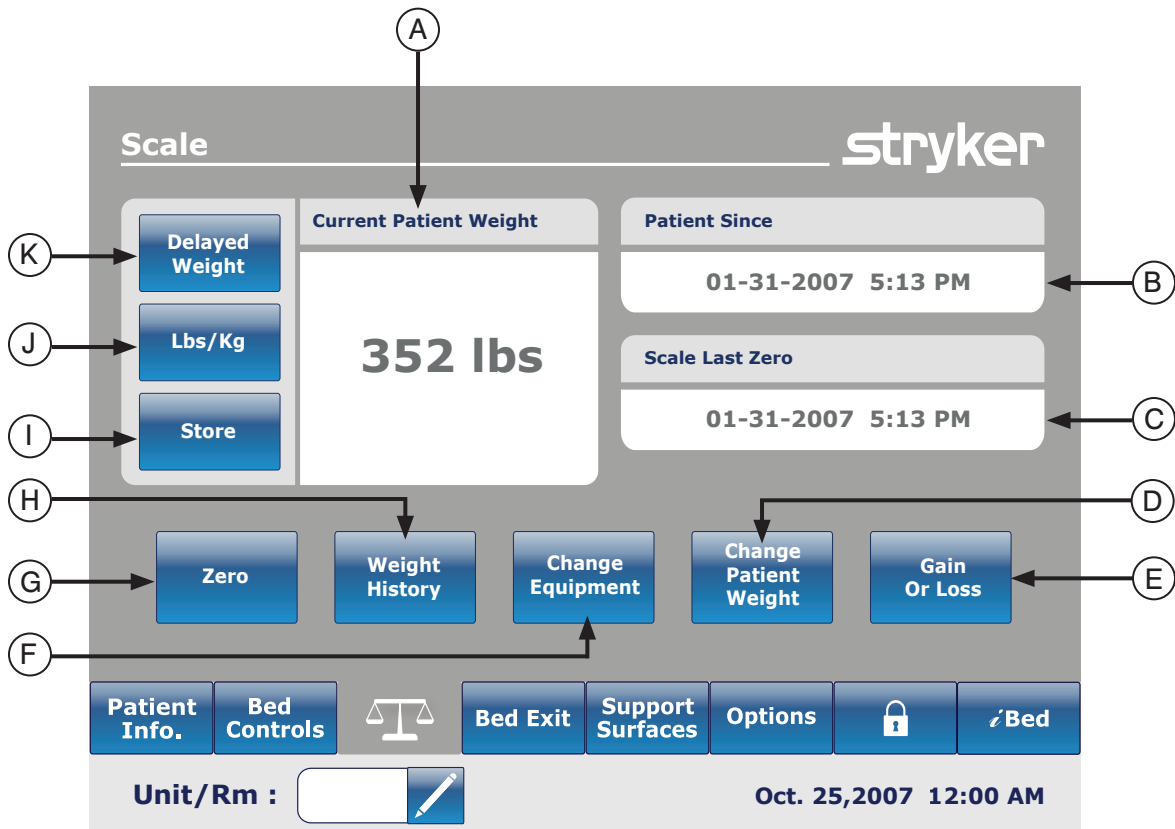 A
Scale
stryker
K
Delayed
Weight
Current Patient Weight
Patient Since
01-31-2007 5:13 PM
B
J
Lbs/Kg
352 lbs
Scale Last Zero
I
Store
01-31-2007 5:13 PM
C
H
D
G
Zero
Weight
History
Change
Equipment
Change
Patient
Weight
Gain
Or Loss
E
F
Patient
Info.
Bed
Controls
Bed Exit
Support
Surfaces
Options
iBed
Unit/Rm :
Oct. 25,2007 12:00 AM